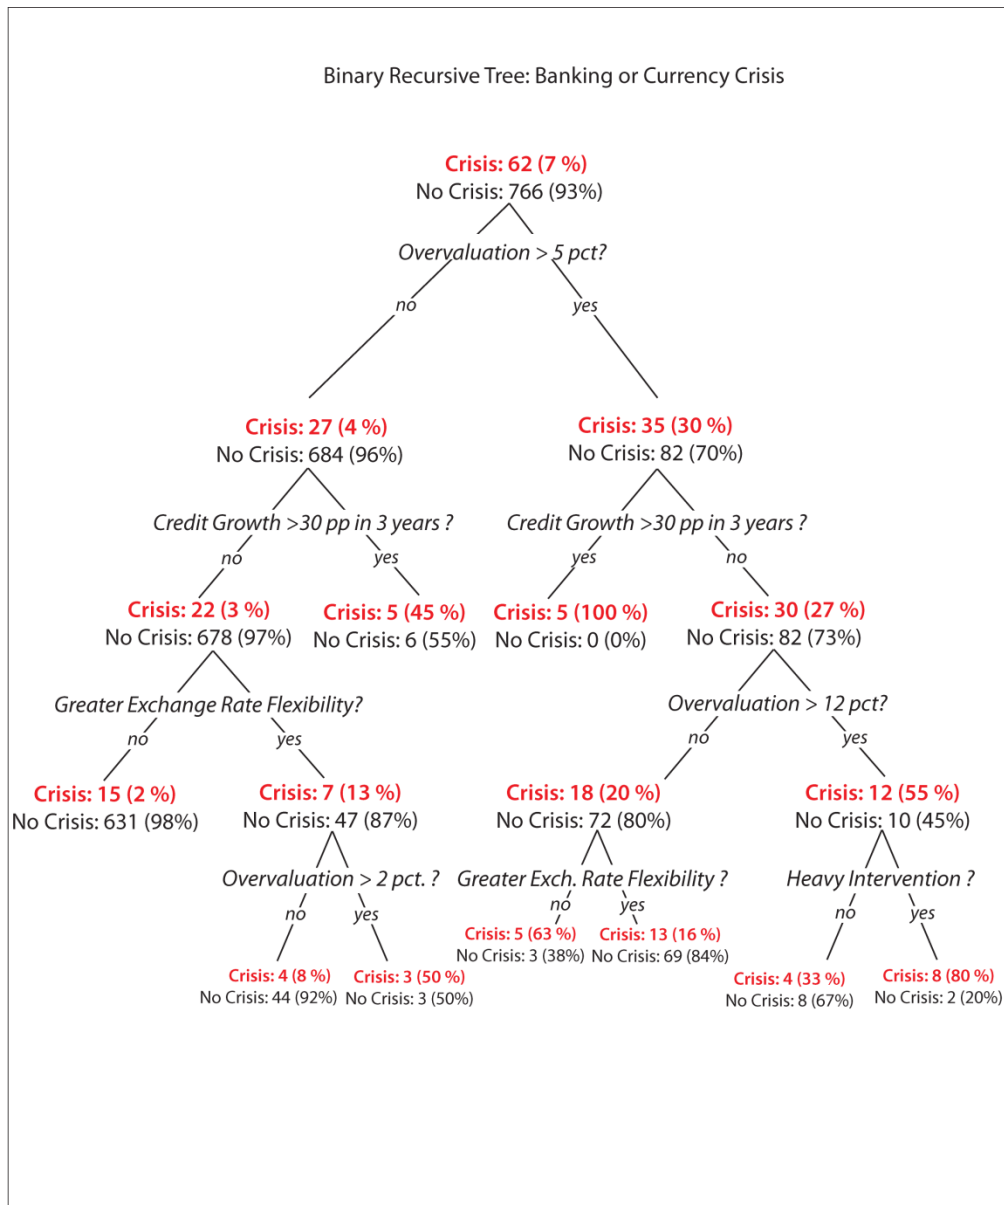 Binary Recursive Tree: Banking or Currency Crisis
Crisis: 62 (7 %)
No Crisis: 766 (93%)
Overvaluation > 5 pct?
no
yes
Crisis: 27 (4 %)
No Crisis: 684 (96%)
Crisis: 35 (30 %)
No Crisis: 82 (70%)
Credit Growth >30 pp in 3 years ?
Credit Growth >30 pp in 3 years ?
no
yes
yes
no
Crisis: 22 (3 %)
No Crisis: 678 (97%)
Crisis: 5 (45 %)
No Crisis: 6 (55%)
Crisis: 5 (100 %)
No Crisis: 0 (0%)
Crisis: 30 (27 %)
No Crisis: 82 (73%)
Greater Exchange Rate Flexibility?
Overvaluation > 12 pct?
no
yes
no
yes
Crisis: 15 (2 %)
No Crisis: 631 (98%)
Crisis: 7 (13 %)
No Crisis: 47 (87%)
Crisis: 18 (20 %)
No Crisis: 72 (80%)
Crisis: 12 (55 %)
No Crisis: 10 (45%)
Overvaluation > 2 pct. ?
Greater Exch. Rate Flexibility ?
Heavy Intervention ?
no
yes
no
yes
no
yes
Crisis: 4 (8 %)
No Crisis: 44 (92%)
Crisis: 3 (50 %)
No Crisis: 3 (50%)
Crisis: 5 (63 %)
No Crisis: 3 (38%)
Crisis: 13 (16 %)
No Crisis: 69 (84%)
Crisis: 4 (33 %)
No Crisis: 8 (67%)
Crisis: 8 (80 %)
No Crisis: 2 (20%)